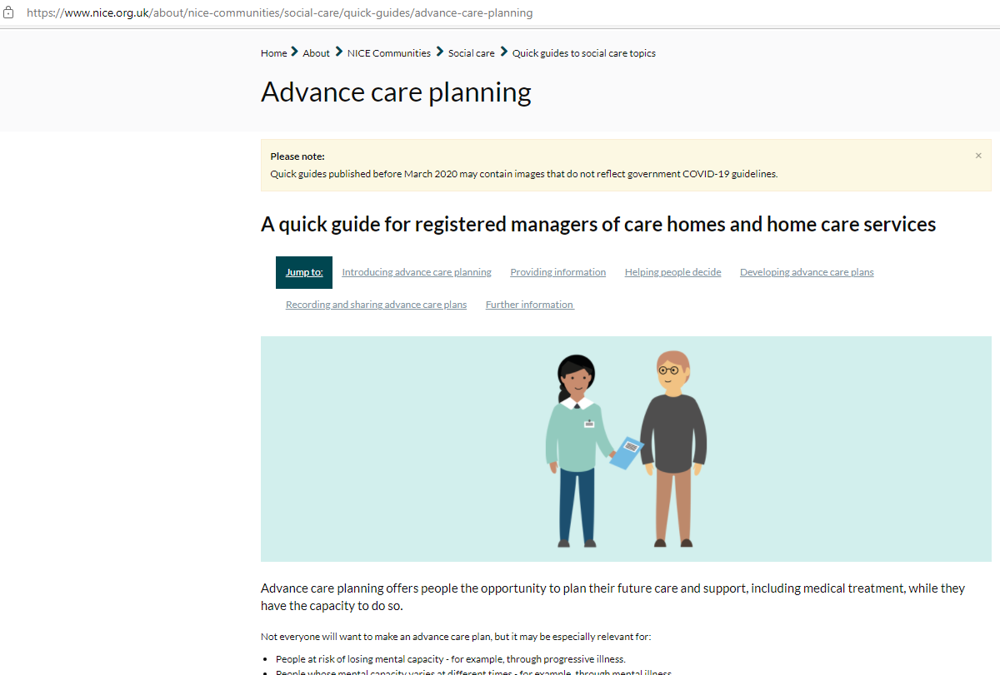 https://www.nice.org.uk/about/nice-communities/social-care/quick-guides/advance-care-planning
Home About NICE Communities Social care Quick guides to social care topics
Advance care planning
Please note: ×
Quick guides published before March 2020 may contain images that do not reflect government COVID-19 guidelines.
A quick guide for registered managers of care homes and home care services
Jump to: Introducing advance care planning Providing information Helping people decide Developing advance care plans
Recording and sharing advance care plans Further information
Advance care planning offers people the opportunity to plan their future care and support, including medical treatment, while they
have the capacity to do so.
Not everyone will want to make an advance care plan, but it may be especially relevant for:
• People at risk of losing mental capacity - for example, through progressive illness.
• People whose mental capacity varies at different times - for example, through mental illness.